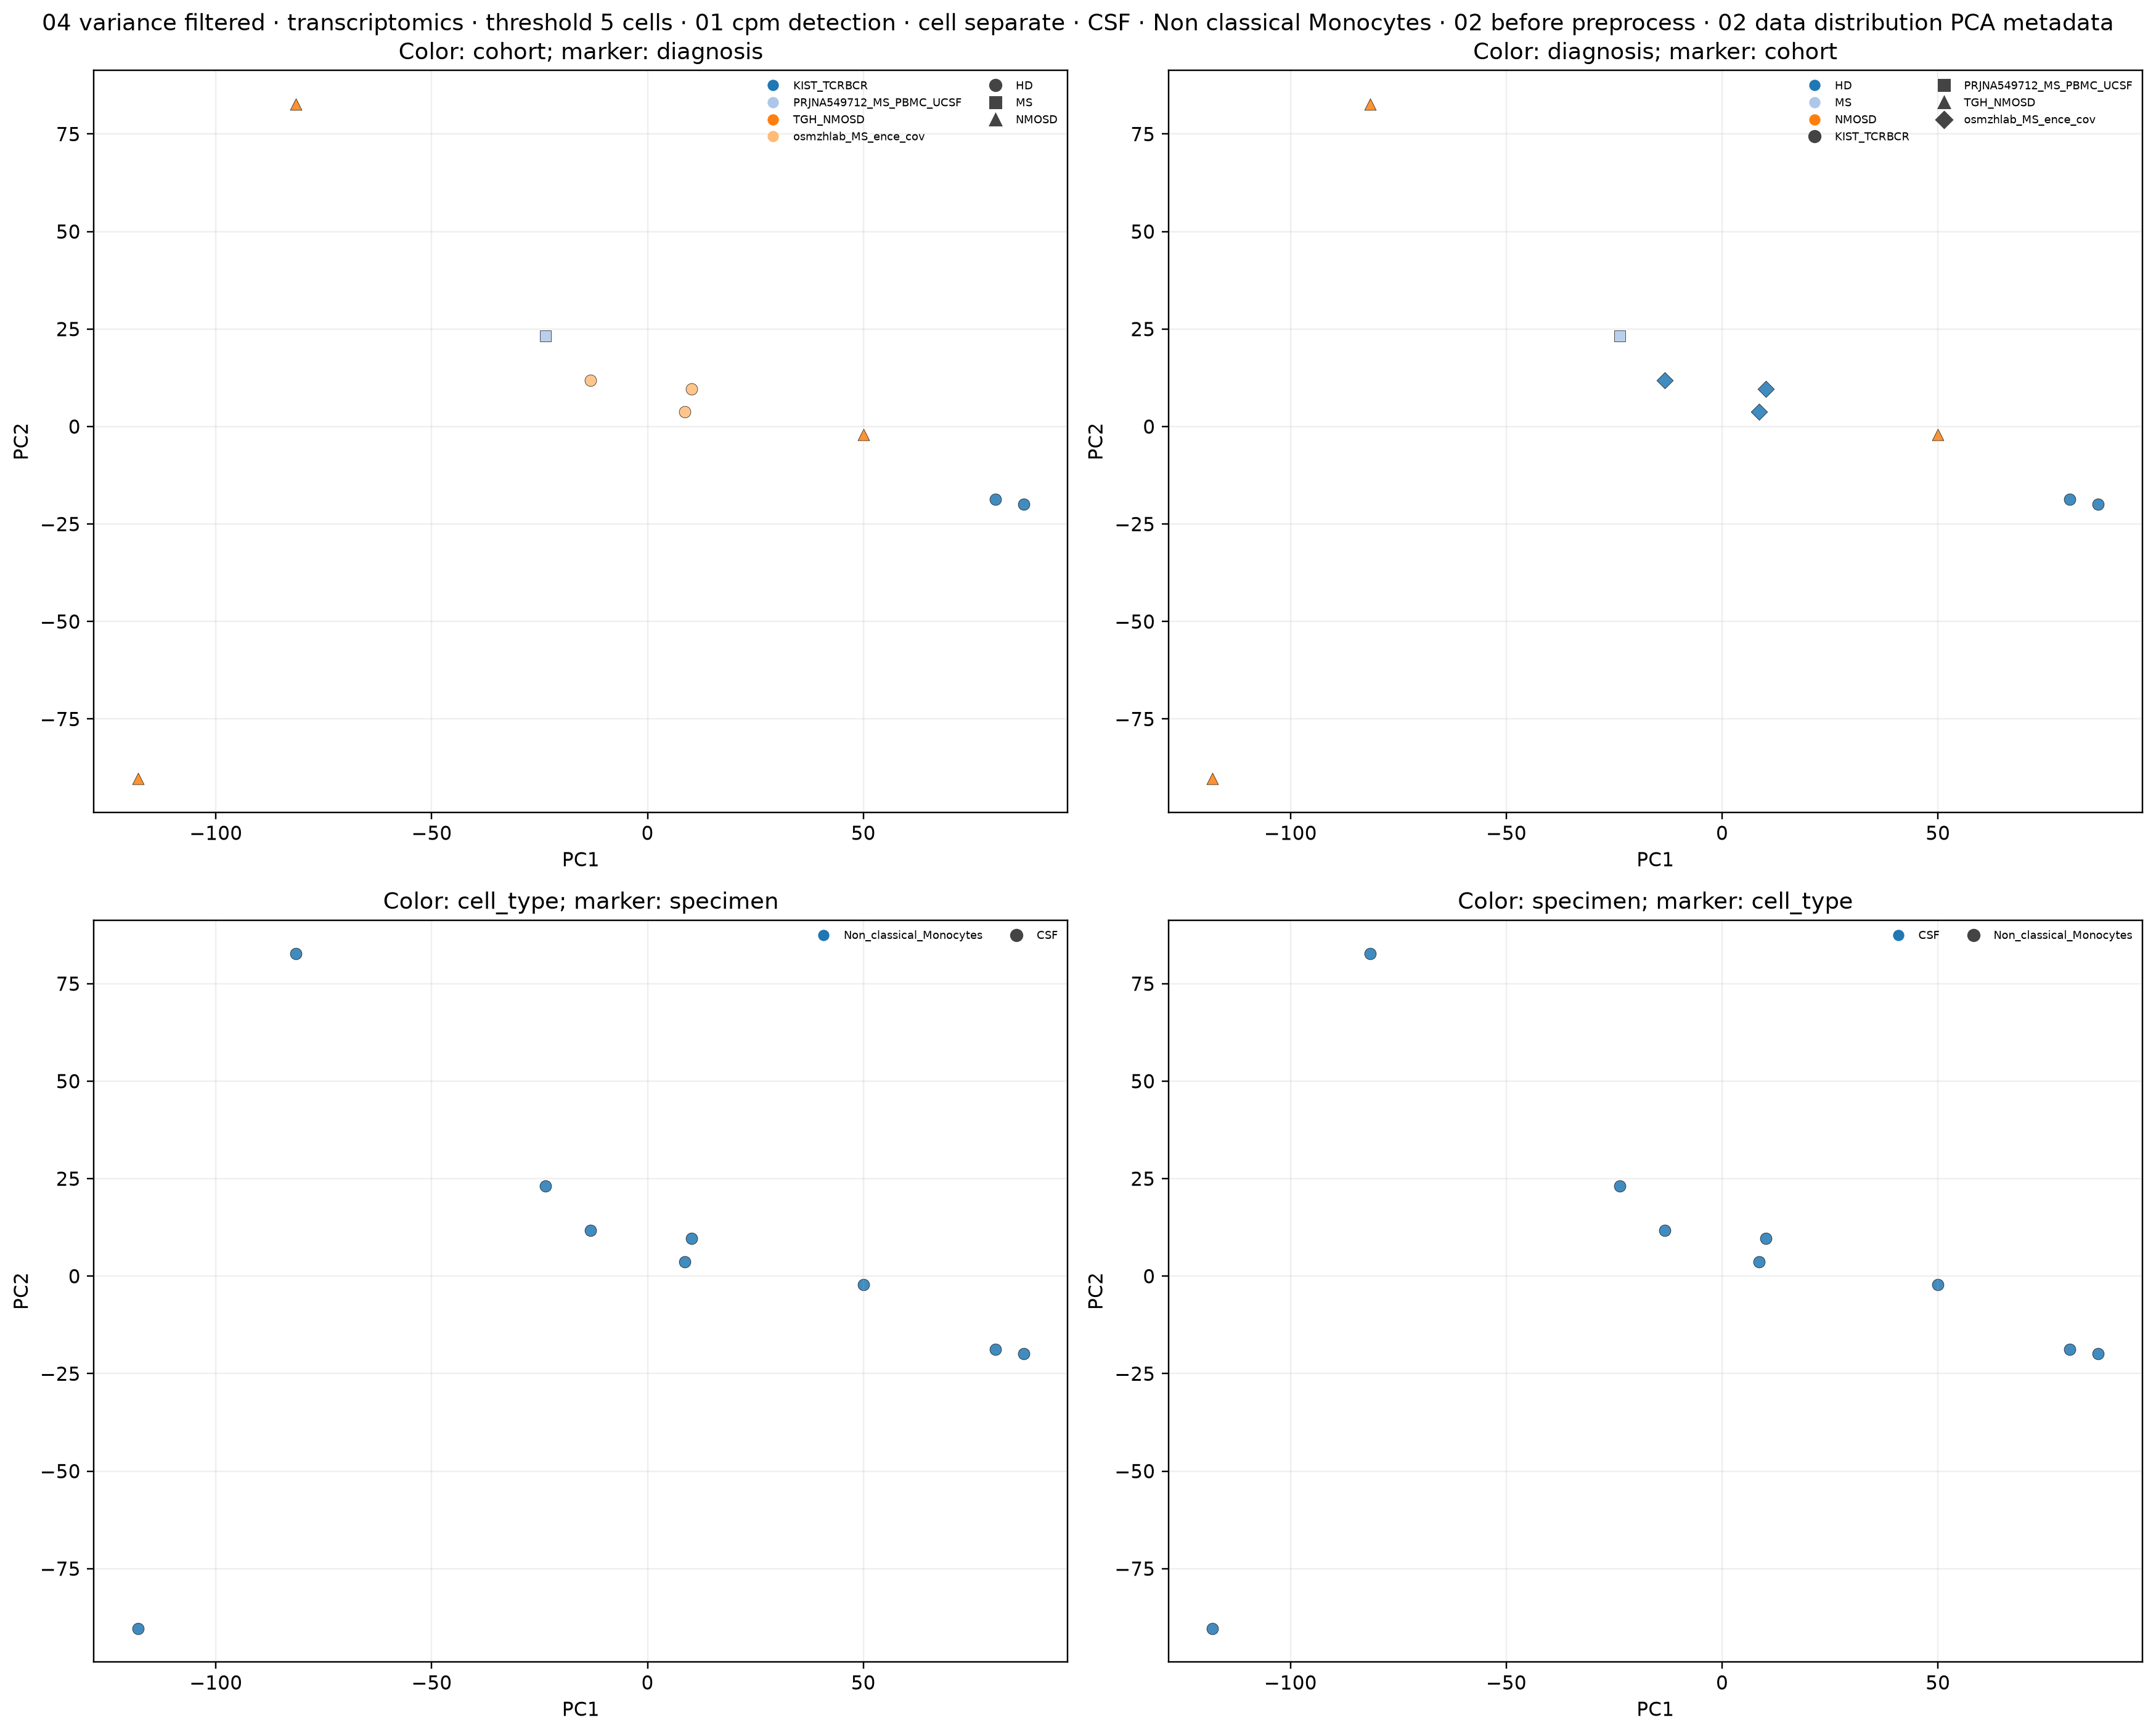 04 variance filtered · transcriptomics · threshold 5 cells · 01 cpm detection · cell separate · CSF · Non classical Monocytes · 02 before preprocess · 02 data distribution PCA metadata
Color: cohort; marker: diagnosis
KIST_TCRBCR
PRJNA549712_MS_PBMC_UCSF
TGH_NMOSD
osmzhlab_MS_ence_cov
HD
MS
NMOSD
75
50
25
0
−25
−50
−75
PC2
−100
−50
0
50
PC1
Color: diagnosis; marker: cohort
HD
MS
NMOSD
KIST_TCRBCR
PRJNA549712_MS_PBMC_UCSF
TGH_NMOSD
osmzhlab_MS_ence_cov
75
50
25
0
−25
−50
−75
PC2
−100
−50
0
50
PC1
Color: cell_type; marker: specimen
Non_classical_Monocytes
CSF
75
50
25
0
−25
−50
−75
PC2
−100
−50
0
50
PC1
Color: specimen; marker: cell_type
CSF
Non_classical_Monocytes
75
50
25
0
−25
−50
−75
PC2
−100
−50
0
50
PC1